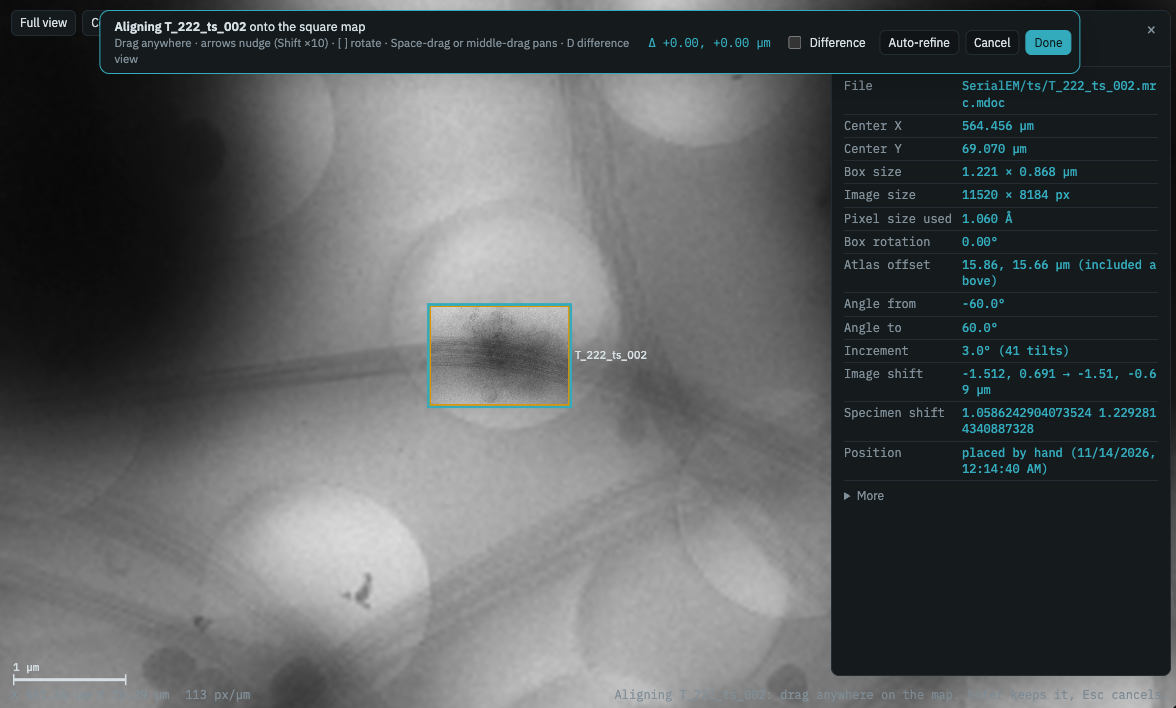 Full view
Aligning T_222_ts_002 onto the square map
Drag anywhere · arrows nudge (Shift ×10) · [ ] rotate · Space-drag or middle-drag pans · D difference
view
Δ +0.00, +0.00 µm
Difference
Auto-refine
Cancel
Done
×
File SerialEM/ts/T_222_ts_002.mr
c.mdoc
Center X 564.456 µm
Center Y 69.070 µm
Box size 1.221 × 0.868 µm
Image size 11520 × 8184 px
Pixel size used 1.060 Å
Box rotation 0.00°
Atlas offset 15.86, 15.66 µm (included a
bove)
Angle from -60.0°
Angle to 60.0°
Increment 3.0° (41 tilts)
Image shift -1.512, 0.691 → -1.51, -0.6
9 µm
Specimen shift 1.0586242904073524 1.229281
4340887328
Position placed by hand (11/14/2026,
12:14:40 AM)
▶ More
T_222_ts_002
1 µm
µm 113 px/µm
Aligning T_222_ts_002: drag anywhere on the map. keeps it, Esc cancels